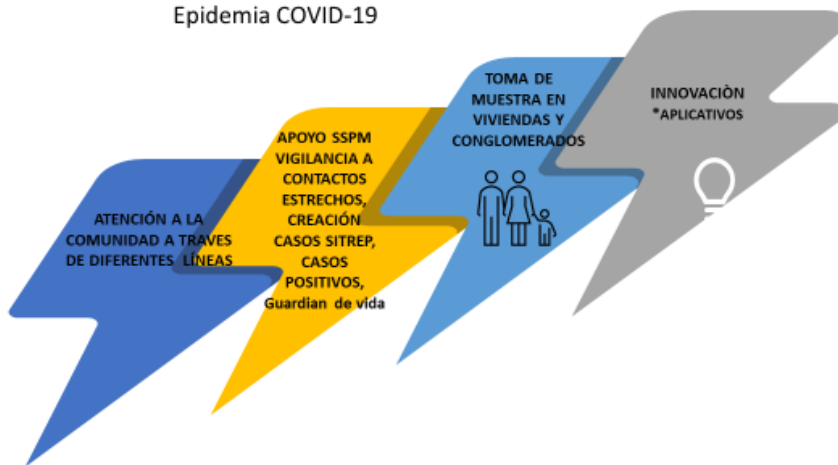 Epidemia COVID-19
ATENCIÓN A LA
COMUNIDAD A TRAVES
DE DIFERENTES LÍNEAS
APOYO SSPM
VIGILANCIA A
CONTACTOS
ESTRECHOS,
CREACIÓN
CASOS SITREP,
CASOS
POSITIVOS,
Guardian de vida
TOMA DE
MUESTRA EN
VIVIENDAS Y
CONGLOMERADOS
INNOVACIÒN
*APLICATIVOS